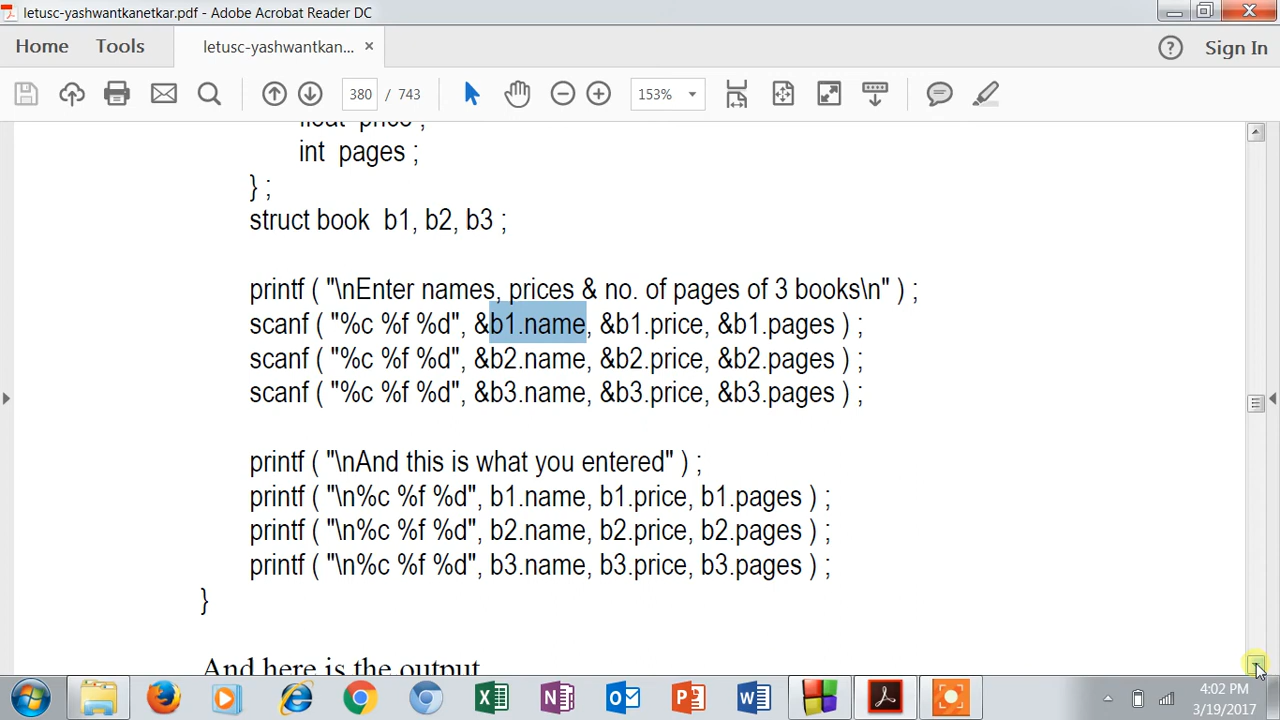 letusc-yashwantkanetkar.pdf - Adobe Acrobat Reader DC
Home Tools letusc-yashwantkan... × Sign In
380 / 743 153%
float price ;
int pages ;
} ;
struct book b1, b2, b3 ;
printf ( "\nEnter names, prices & no. of pages of 3 books\n" ) ;
scanf ( "%c %f %d", &b1.name, &b1.price, &b1.pages ) ;
scanf ( "%c %f %d", &b2.name, &b2.price, &b2.pages ) ;
scanf ( "%c %f %d", &b3.name, &b3.price, &b3.pages ) ;
printf ( "\nAnd this is what you entered" ) ;
printf ( "\n%c %f %d", b1.name, b1.price, b1.pages ) ;
printf ( "\n%c %f %d", b2.name, b2.price, b2.pages ) ;
printf ( "\n%c %f %d", b3.name, b3.price, b3.pages ) ;
}
And here is the output
4:02 PM
3/19/2017